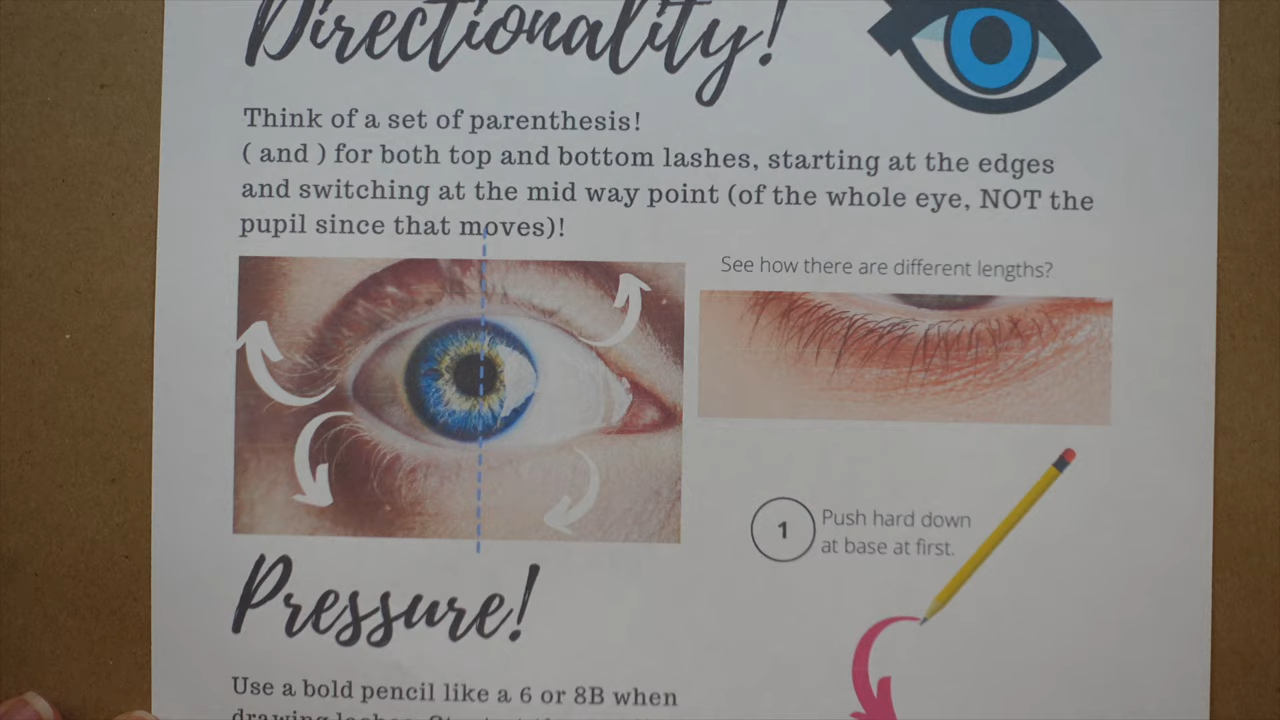 Directionality!
Think of a set of parenthesis!
( and ) for both top and bottom lashes, starting at the edges
and switching at the mid way point (of the whole eye, NOT the
pupil since that moves)!
See how there are different lengths?
1
Push hard down
at base at first.
Pressure!
Use a bold pencil like a 6 or 8B when
drawing lashes.